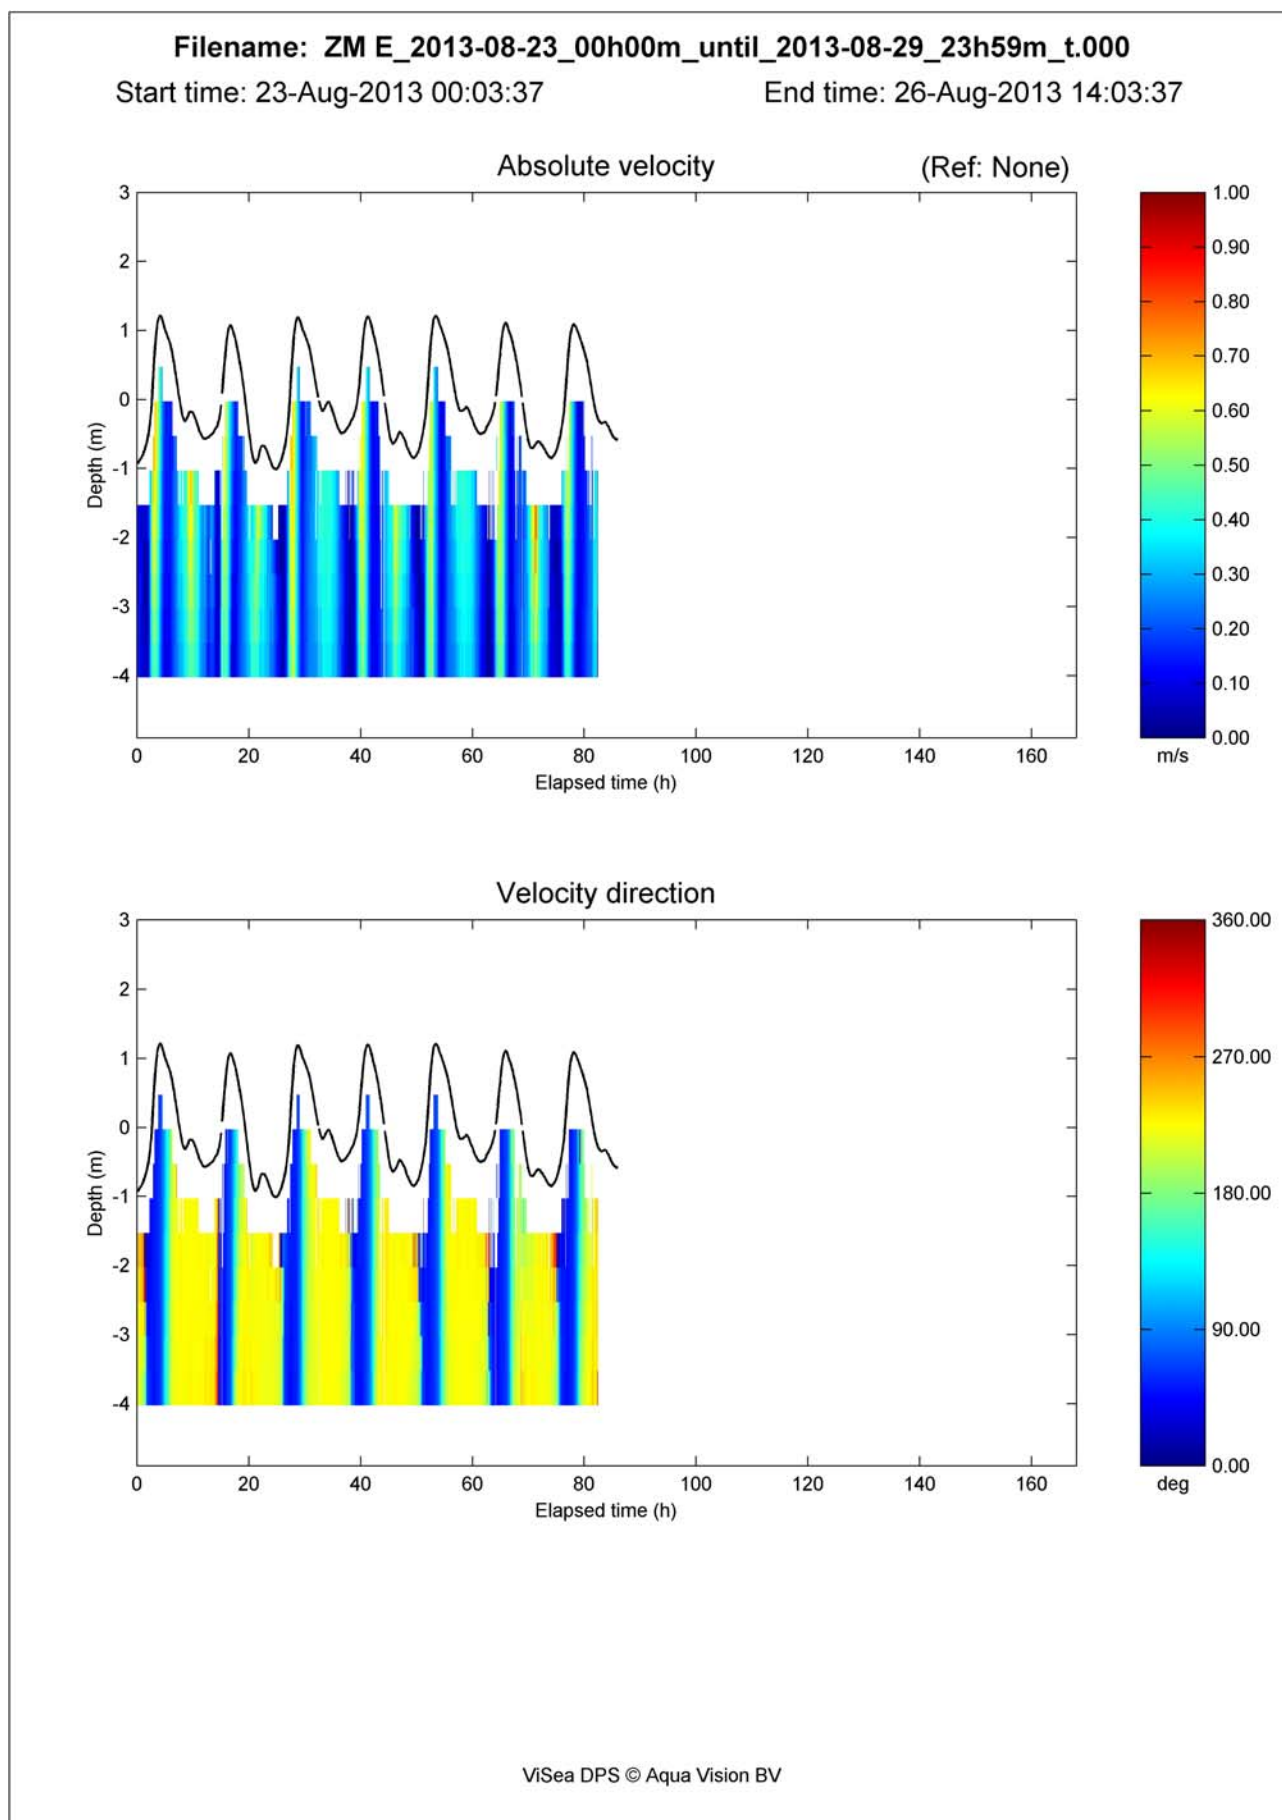 Filename: ZM E_2013-08-23_00h00m_until_2013-08-29_23h59m_t.000
Start time: 23-Aug-2013 00:03:37 End time: 26-Aug-2013 14:03:37
Absolute velocity (Ref: None)
3
2
1
0
-1
-2
-3
-4
Depth (m)
0 20 40 60 80 100 120 140 160
Elapsed time (h)
1.00
0.90
0.80
0.70
0.60
0.50
0.40
0.30
0.20
0.10
0.00
m/s
Velocity direction
3
2
1
0
-1
-2
-3
-4
Depth (m)
0 20 40 60 80 100 120 140 160
Elapsed time (h)
360.00
270.00
180.00
90.00
0.00
deg
ViSea DPS © Aqua Vision BV